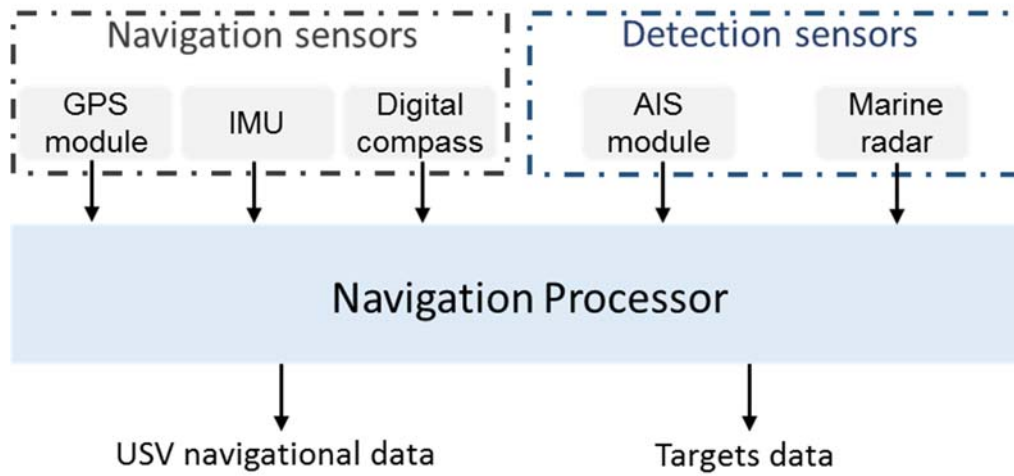 Navigation sensors
Detection sensors
GPS
module
IMU
Digital
compass
AIS
module
Marine
radar
Navigation Processor
USV navigational data
Targets data